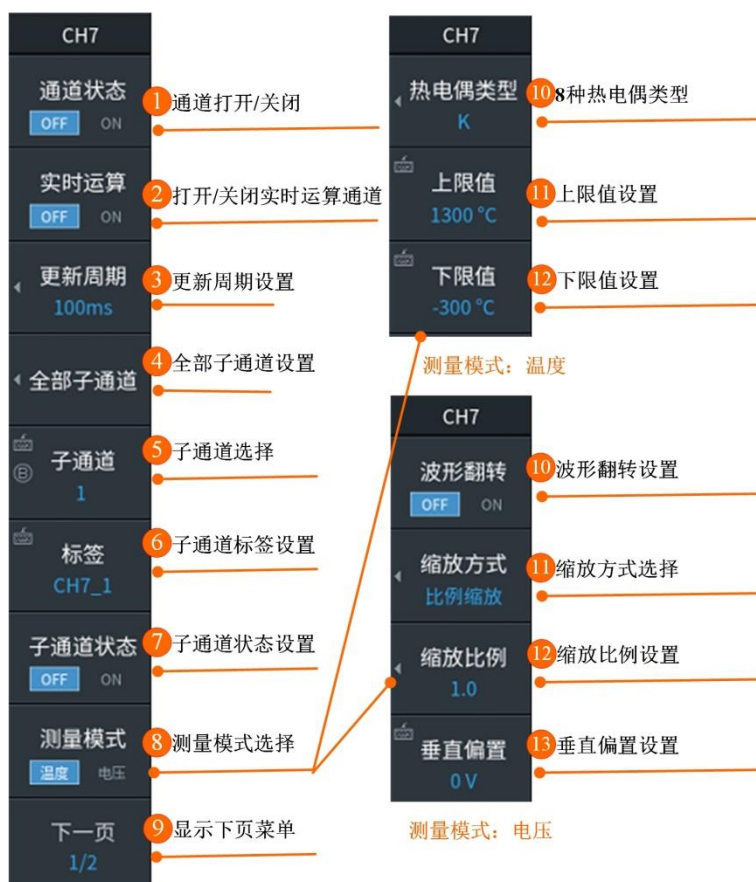 CH7
通道状态
OFF ON
1 通道打开/关闭
实时运算
OFF ON
2 打开/关闭实时运算通道
更新周期
100ms
3 更新周期设置
全部子通道
4 全部子通道设置
子通道
1
5 子通道选择
标签
CH7_1
6 子通道标签设置
子通道状态
OFF ON
7 子通道状态设置
测量模式
温度 电压
8 测量模式选择
下一页
1/2
9 显示下页菜单
CH7
热电偶类型
K
10 8种热电偶类型
上限值
1300 °C
11 上限值设置
下限值
-300 °C
12 下限值设置
测量模式：温度
CH7
波形翻转
OFF ON
10 波形翻转设置
缩放方式
比例缩放
11 缩放方式选择
缩放比例
1.0
12 缩放比例设置
垂直偏置
0 V
13 垂直偏置设置
测量模式：电压